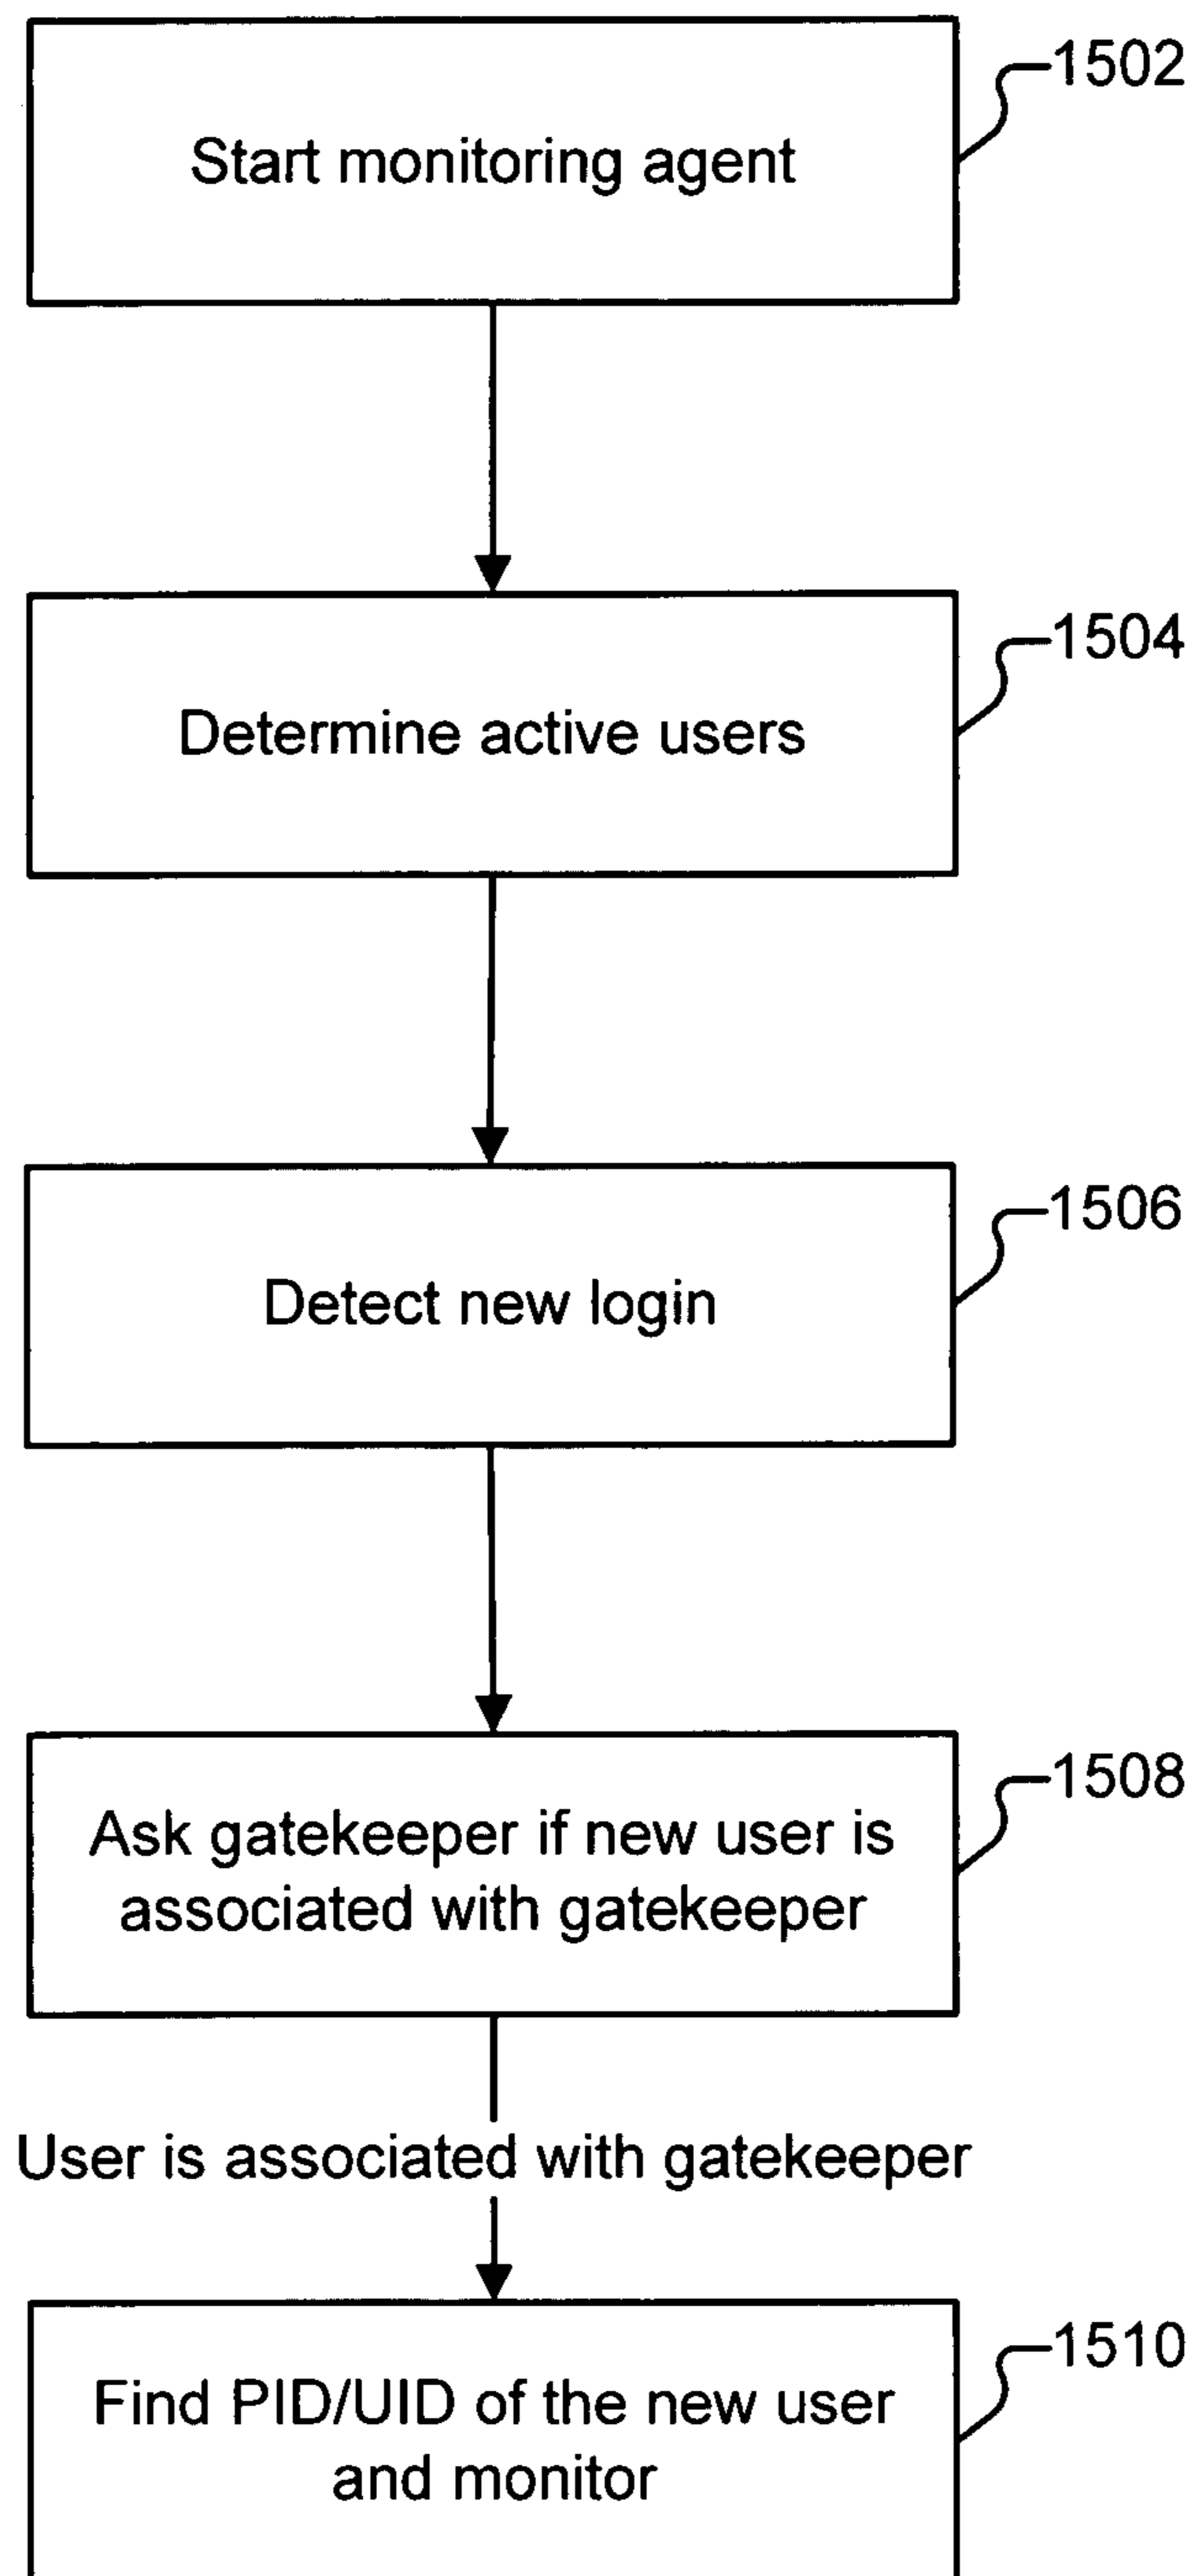 1502
Start monitoring agent
1504
Determine active users
1506
Detect new login
1508
Ask gatekeeper if new user is
associated with gatekeeper
User is associated with gatekeeper
1510
Find PID/UID of the new user
and monitor